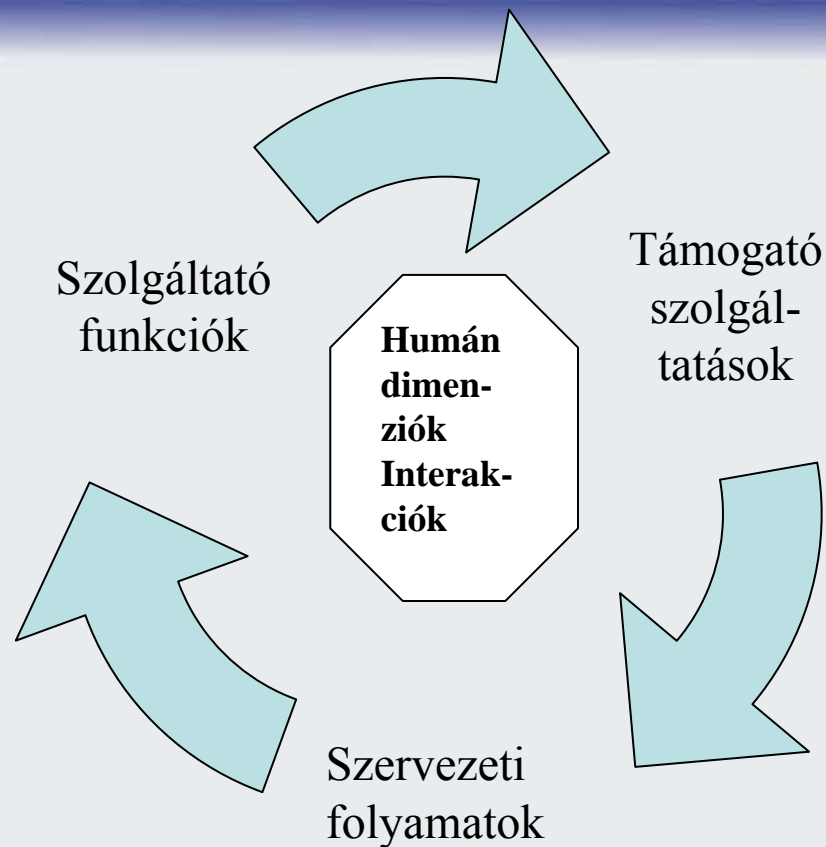 Szolgáltató
funkciók
Támogató
szolgál-
tatások
Humán
dimen-
ziók
Interak-
ciók
Szervezeti
folyamatok